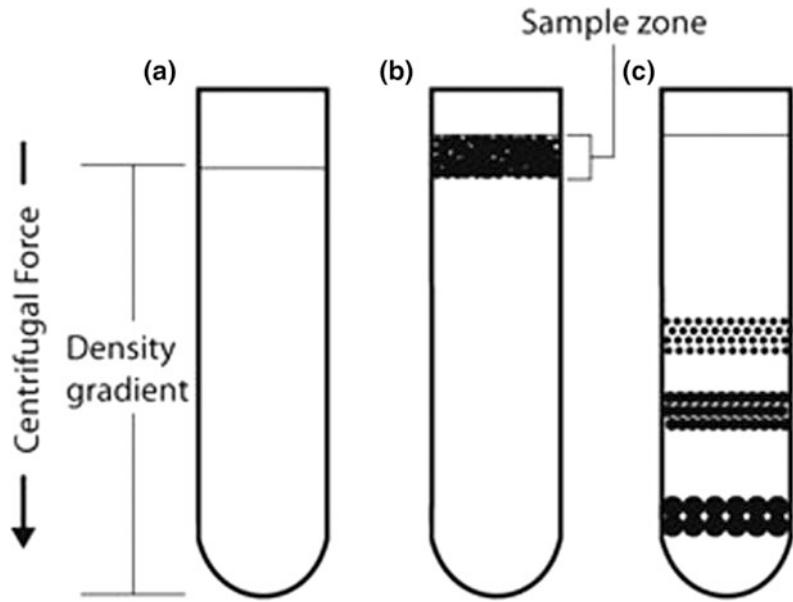 Sample zone
(a)
(b)
(c)
Centrifugal Force
Density
gradient